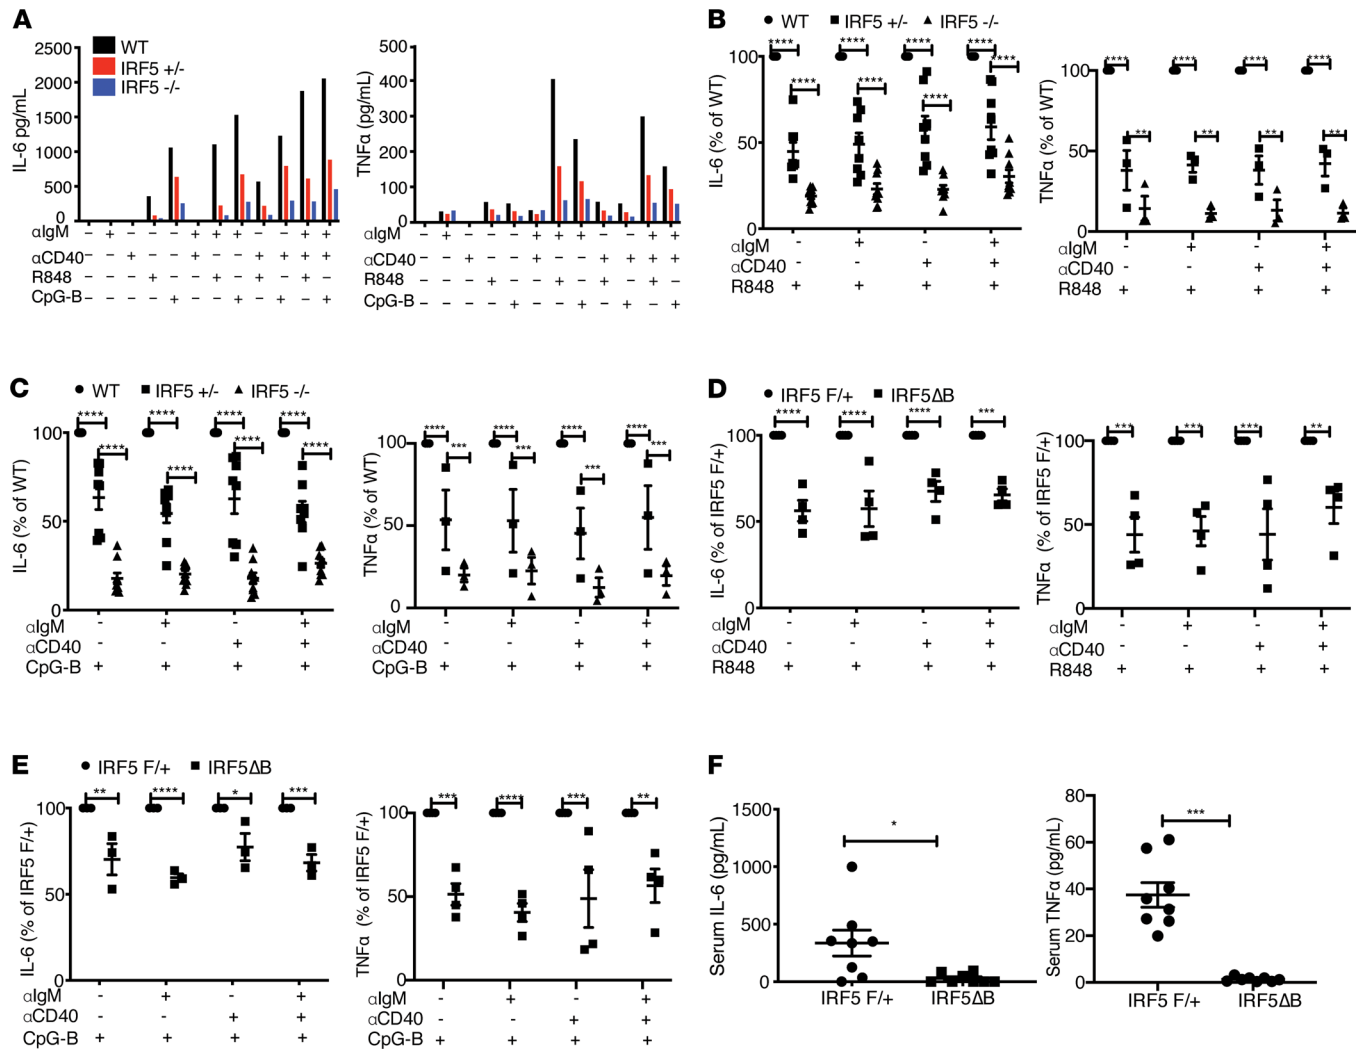 A
IL-6 pg/mL
2500
2000
1500
1000
500
0
WT
IRF5 +/-
IRF5 -/-
αIgM – + – – – + + + – – + +
αCD40 – – + – – + – – + + + +
R848 – – – + – – + – + – + –
CpG-B – – – – + – – + – + – +
TNFα (pg/mL)
500
400
300
200
100
0
αIgM – + – – – + + + – – + +
αCD40 – – + – – + – – + + + +
R848 – – – + – – + – + – + –
CpG-B – – – – + – – + – + – +
B
WT IRF5 +/- IRF5 -/-
IL-6 (% of WT)
100
50
0
**** **** **** ****
**** **** **** ****
αIgM - + - +
αCD40 - - + +
R848 + + + +
TNFα (% of WT)
100
50
0
**** **** **** ****
** ** ** **
αIgM - + - +
αCD40 - - + +
R848 + + + +
C
WT IRF5 +/- IRF5 -/-
IL-6 (% of WT)
100
50
0
**** **** **** ****
**** **** **** ****
αIgM - + - +
αCD40 - - + +
CpG-B + + + +
TNFα (% of WT)
100
50
0
**** **** **** ****
*** *** *** ***
αIgM - + - +
αCD40 - - + +
CpG-B + + + +
D
IRF5 F/+ IRF5ΔB
IL-6 (% of IRF5 F/+)
100
50
0
**** **** **** ***
αIgM - + - +
αCD40 - - + +
R848 + + + +
TNFα (% of IRF5 F/+)
100
50
0
*** *** *** **
αIgM - + - +
αCD40 - - + +
R848 + + + +
E
IRF5 F/+ IRF5ΔB
IL-6 (% of IRF5 F/+)
100
50
0
** **** * ***
αIgM - + - +
αCD40 - - + +
CpG-B + + + +
TNFα (% of IRF5 F/+)
100
50
0
*** **** *** **
αIgM - + - +
αCD40 - - + +
CpG-B + + + +
F
Serum IL-6 (pg/mL)
1500
1000
500
0
*
IRF5 F/+ IRF5ΔB
Serum TNFα (pg/mL)
80
60
40
20
0
***
IRF5 F/+ IRF5ΔB